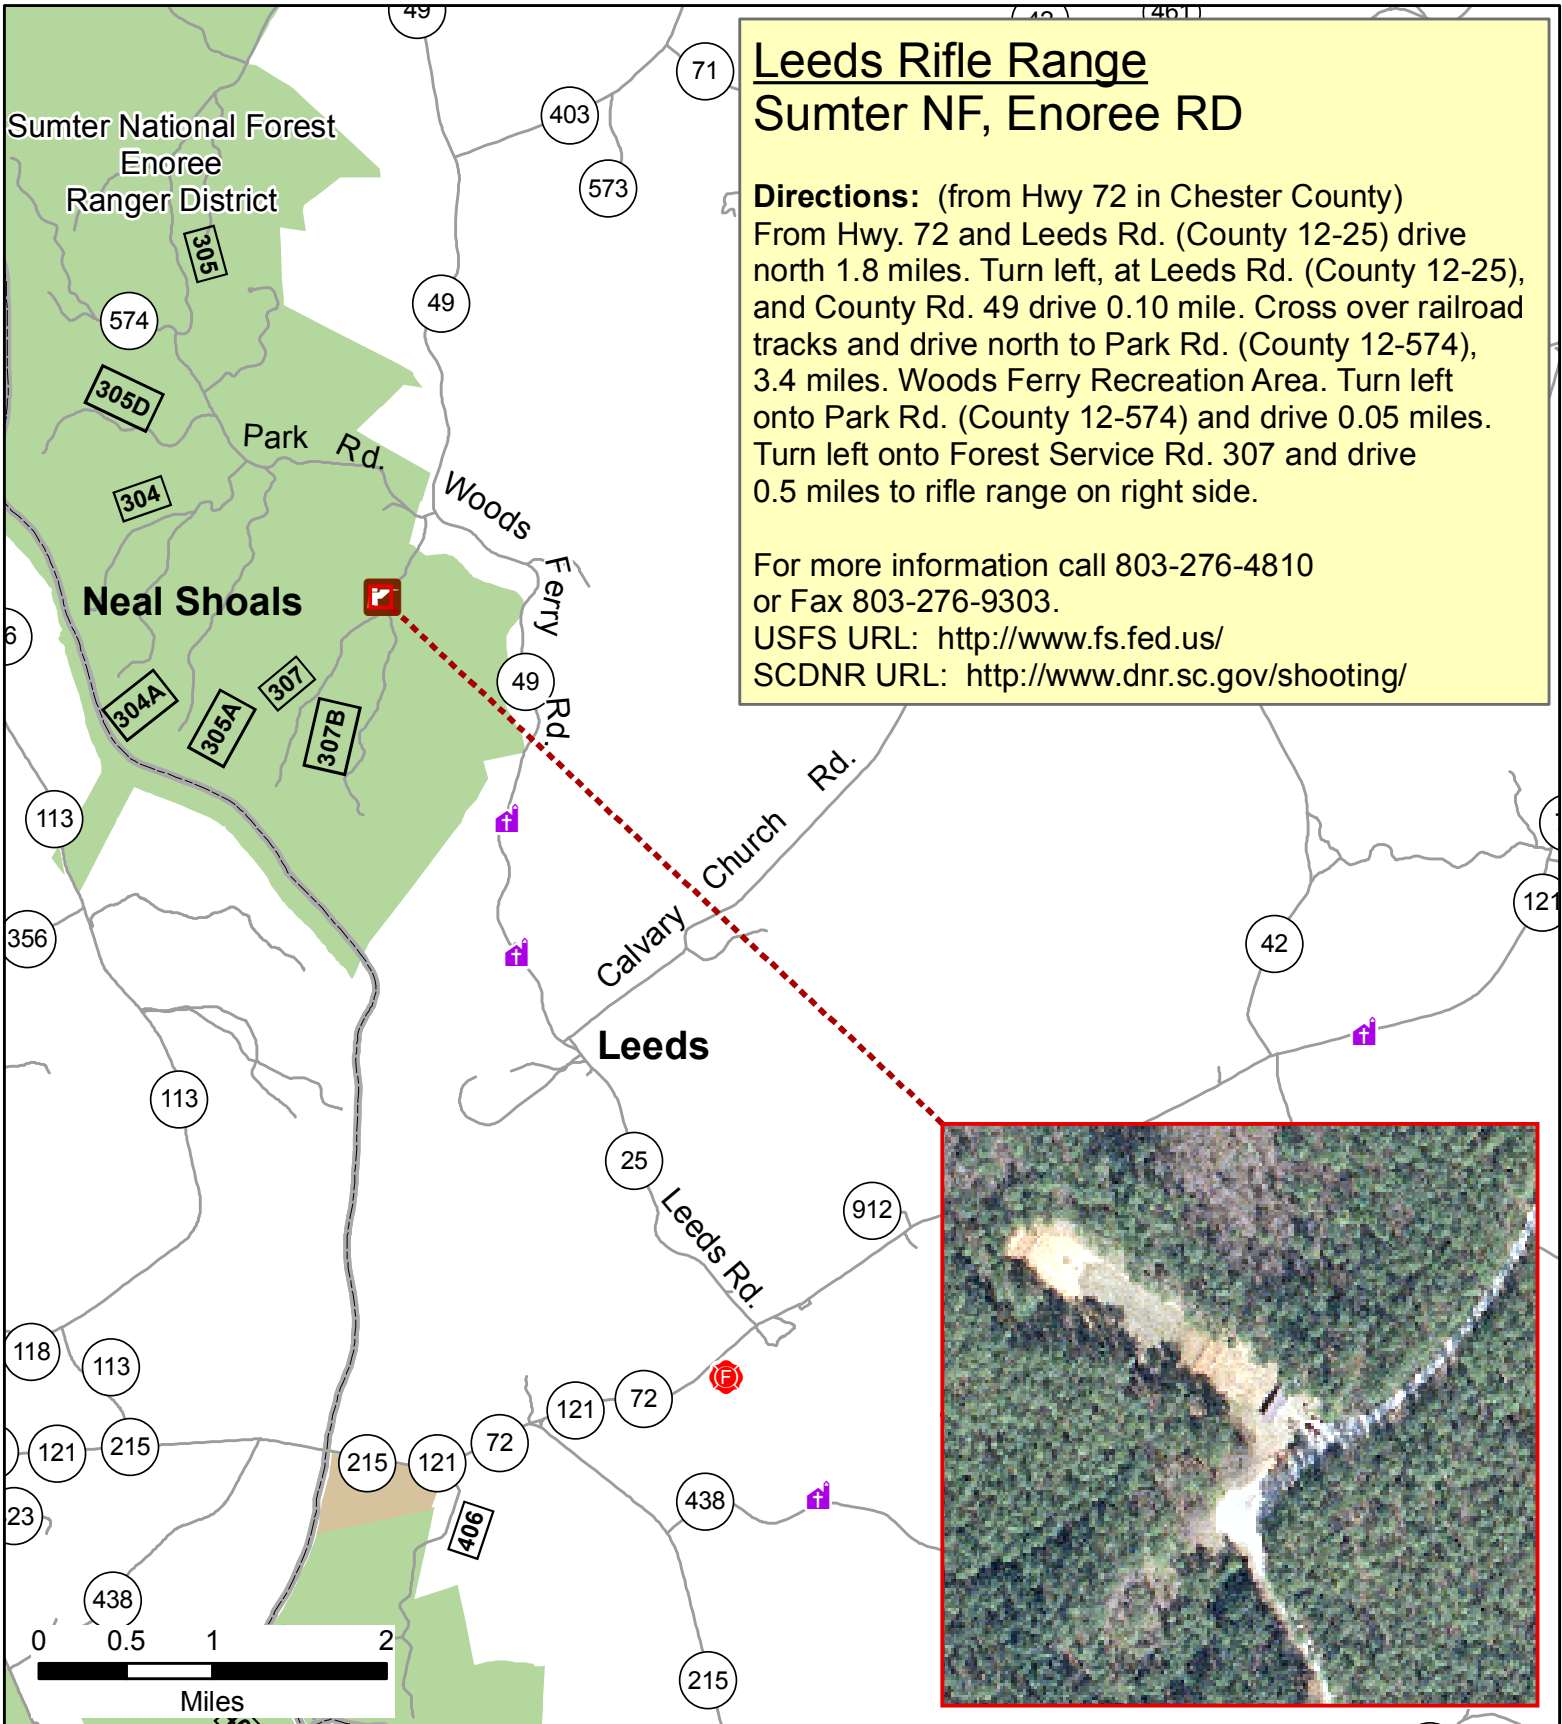 49
42
461
71
403
573
Leeds Rifle Range
Sumter NF, Enoree RD
Directions: (from Hwy 72 in Chester County)
From Hwy. 72 and Leeds Rd. (County 12-25) drive
north 1.8 miles. Turn left, at Leeds Rd. (County 12-25),
and County Rd. 49 drive 0.10 mile. Cross over railroad
tracks and drive north to Park Rd. (County 12-574),
3.4 miles. Woods Ferry Recreation Area. Turn left
onto Park Rd. (County 12-574) and drive 0.05 miles.
Turn left onto Forest Service Rd. 307 and drive
0.5 miles to rifle range on right side.
For more information call 803-276-4810
or Fax 803-276-9303.
USFS URL: http://www.fs.fed.us/
SCDNR URL: http://www.dnr.sc.gov/shooting/
Sumter National Forest
Enoree
Ranger District
305
574
49
305D
Park Rd.
304
Woods Ferry Rd.
Neal Shoals
6
49
304A
305A
307
307B
113
Calvary Church Rd.
121
356
42
Leeds
113
25
912
Leeds Rd.
118
113
F
121
72
121
215
215
121
72
23
406
438
438
215
0 0.5 1 2
Miles